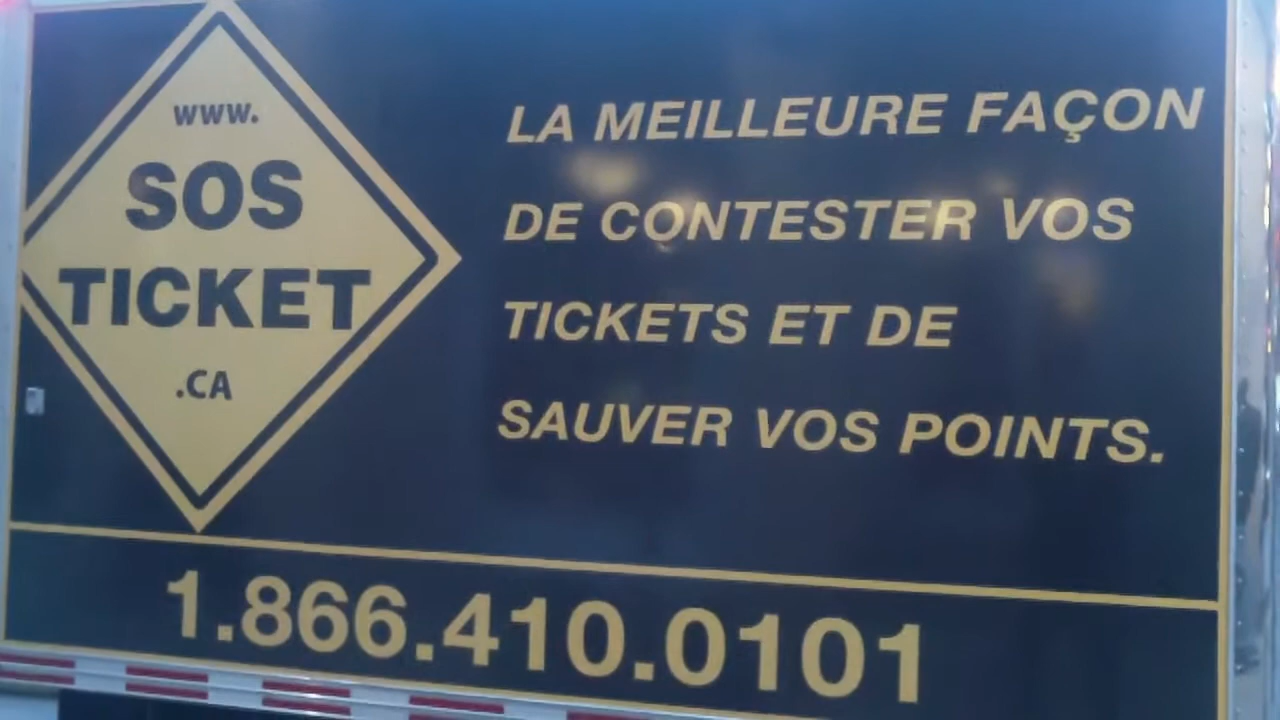 www.
SOS
TICKET
.CA
LA MEILLEURE FAÇON
DE CONTESTER VOS
TICKETS ET DE
SAUVER VOS POINTS.
1.866.410.0101